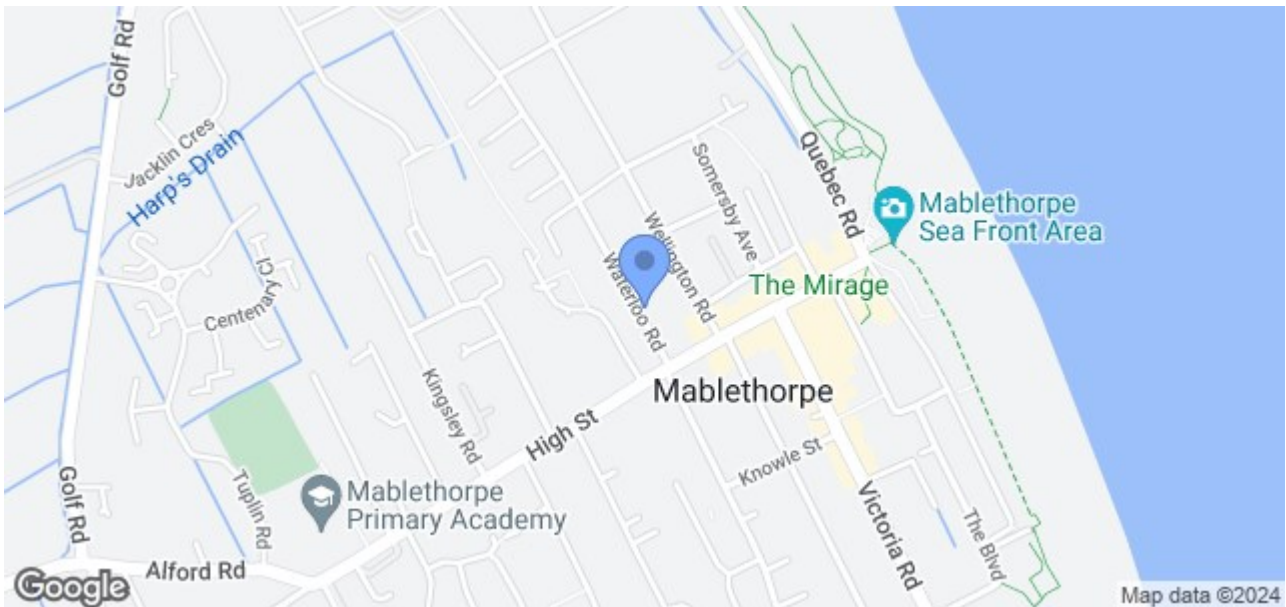 Golf Rd
Jacklin Cres
Harp's Drain
Centenary Cl
Quebec Rd
Somersby Ave
Mablethorpe
Sea Front Area
Wellington Rd
Waterloo Rd
The Mirage
Mablethorpe
Kingsley Rd
High St
Knowle St
Golf Rd
Tuplin Rd
Mablethorpe
Primary Academy
Victoria Rd
The Blvd
Alford Rd
Google
Map data ©2024